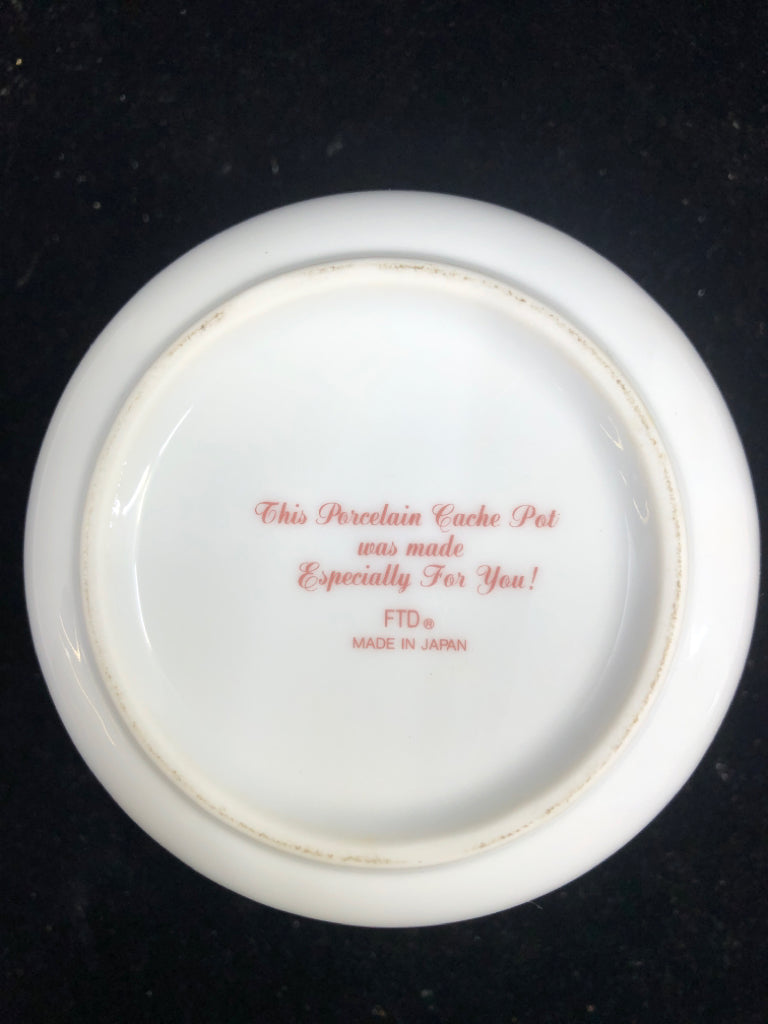 This Porcelain Cache Pot
was made
Especially For You!
FTD®
MADE IN JAPAN